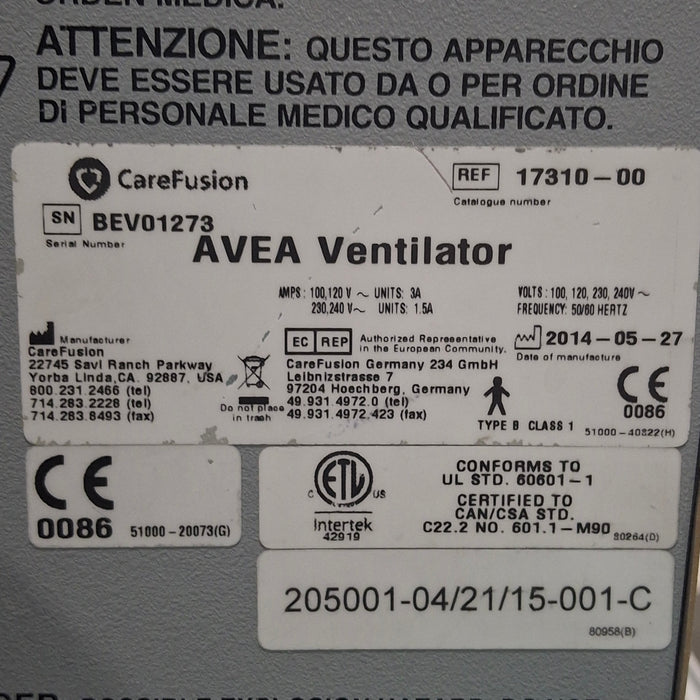 ORDEN MEDICA.
ATTENZIONE: QUESTO APPARECCHIO
DEVE ESSERE USATO DA O PER ORDINE
DI PERSONALE MEDICO QUALIFICATO.
CareFusion
REF 17310-00
Catalogue number
SN BEV01273
Serial Number
AVEA Ventilator
AMPS: 100,120 V ~ UNITS: 3A
230,240 V~ UNITS: 1.5A
VOLTS: 100, 120, 230, 240V ~
FREQUENCY: 50/60 HERTZ
Manufacturer
CareFusion
22745 Savi Ranch Parkway
Yorba Linda,CA. 92887, USA
800.231.2466 (tel)
714.283.2228 (tel)
714.283.8493 (fax)
Do not place
in trash
EC REP Authorized Representative
in the European Community.
CareFusion Germany 234 GmbH
Leibnizstrasse 7
97204 Hoechberg, Germany
49.931.4972.0 (tel)
49.931.4972.423 (fax)
2014-05-27
Date of manufacture
TYPE B CLASS 1
CE
0086
51000-40822(H)
CE
0086 51000-20073(G)
C ETL US
Intertek
42919
CONFORMS TO
UL STD. 60601-1
CERTIFIED TO
CAN/CSA STD.
C22.2 NO. 601.1-M90
80264(D)
205001-04/21/15-001-C
80958(B)